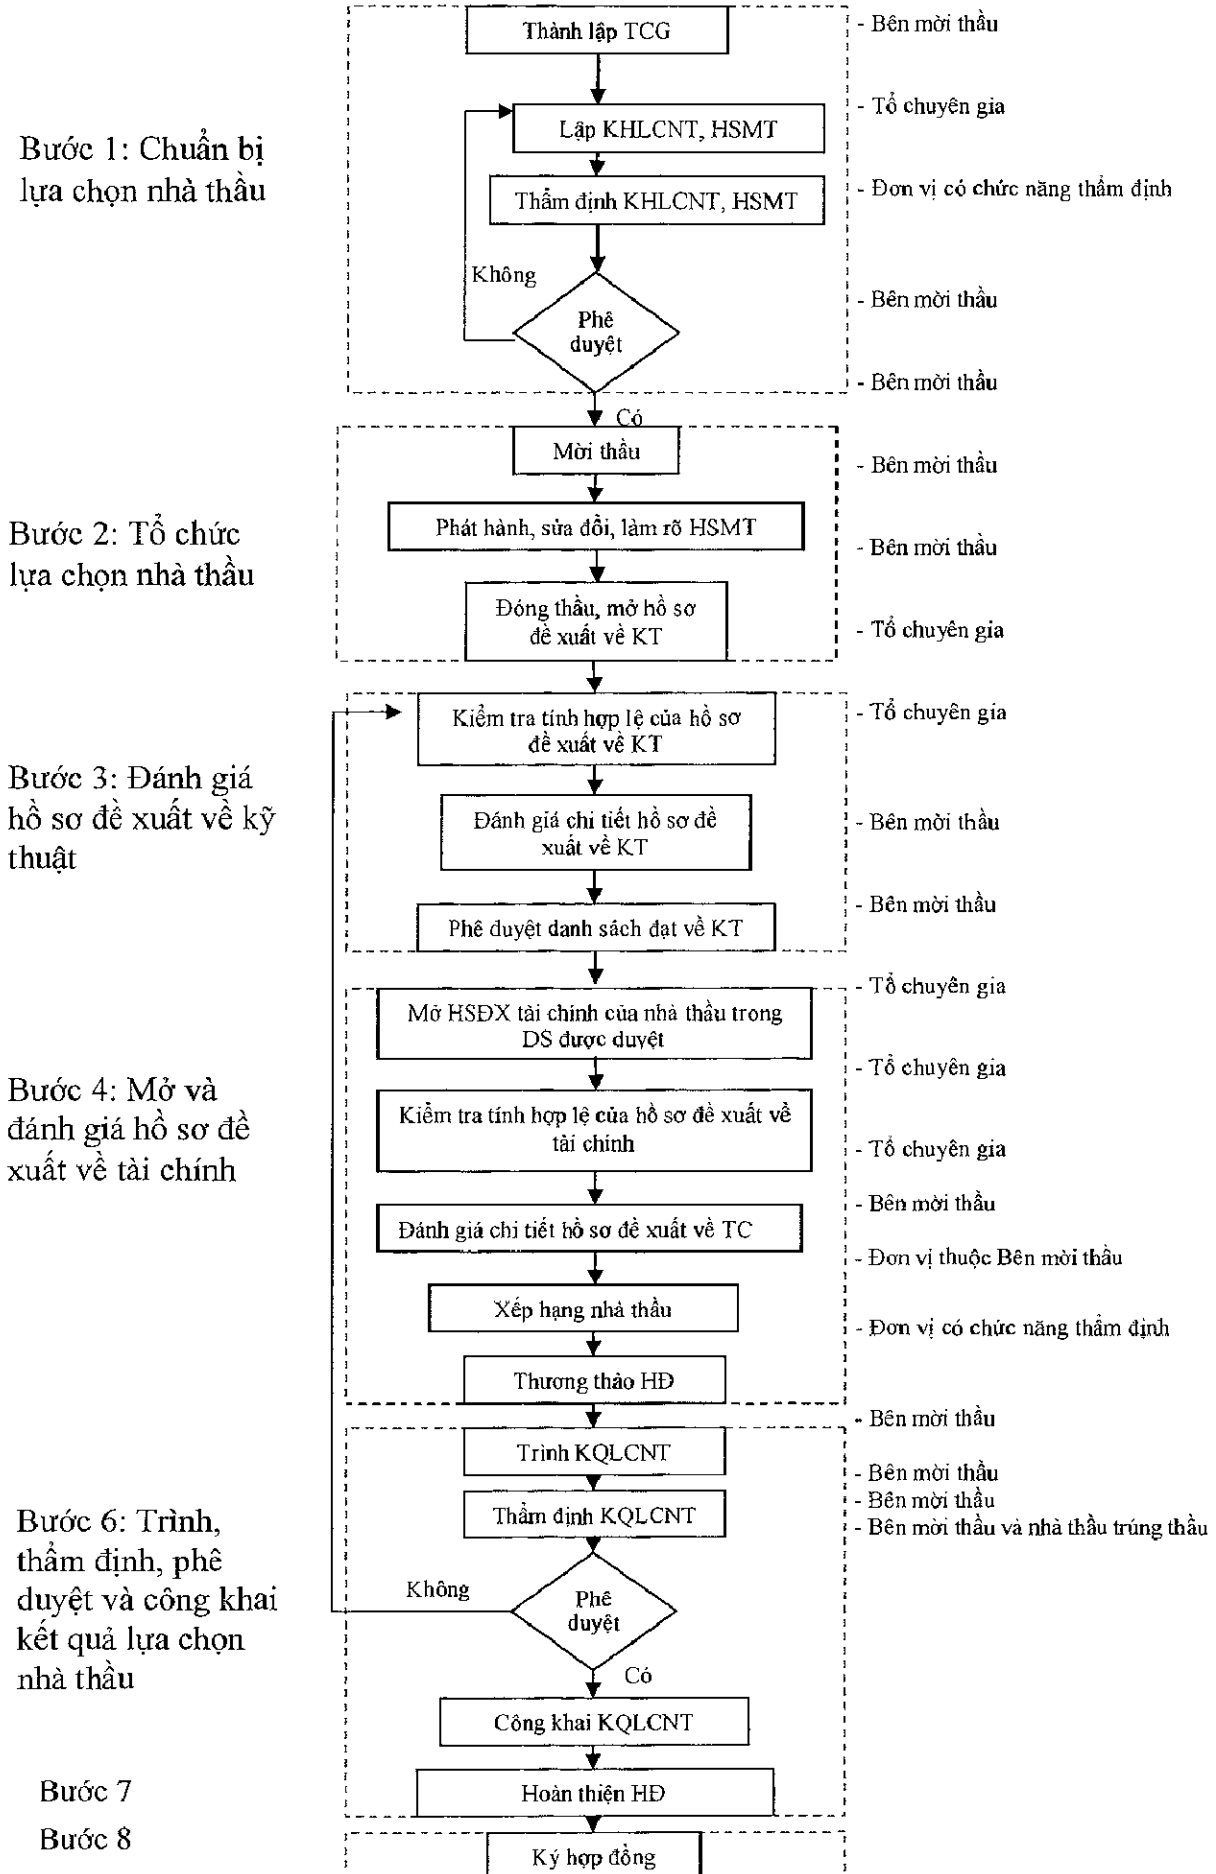 Thành lập TCG
- Bên mời thầu
Lập KHLCNT, HSMT
- Tổ chuyên gia
Bước 1: Chuẩn bị
lựa chọn nhà thầu
Thẩm định KHLCNT, HSMT
- Đơn vị có chức năng thẩm định
Không
Phê
duyệt
- Bên mời thầu
- Bên mời thầu
Có
Mời thầu
- Bên mời thầu
Bước 2: Tổ chức
lựa chọn nhà thầu
Phát hành, sửa đổi, làm rõ HSMT
- Bên mời thầu
Đóng thầu, mở hồ sơ
đề xuất về KT
- Tổ chuyên gia
Kiểm tra tính hợp lệ của hồ sơ
đề xuất về KT
- Tổ chuyên gia
Bước 3: Đánh giá
hồ sơ đề xuất về kỹ
thuật
Đánh giá chi tiết hồ sơ đề
xuất về KT
- Bên mời thầu
Phê duyệt danh sách đạt về KT
- Bên mời thầu
Mở HSĐX tài chính của nhà thầu trong
DS được duyệt
- Tổ chuyên gia
Bước 4: Mở và
đánh giá hồ sơ đề
xuất về tài chính
Kiểm tra tính hợp lệ của hồ sơ đề xuất về
tài chính
- Tổ chuyên gia
- Tổ chuyên gia
Đánh giá chi tiết hồ sơ đề xuất về TC
- Bên mời thầu
- Đơn vị thuộc Bên mời thầu
Xếp hạng nhà thầu
- Đơn vị có chức năng thẩm định
Thương thảo HĐ
- Bên mời thầu
Trình KQLCNT
- Bên mời thầu
Thẩm định KQLCNT
- Bên mời thầu
- Bên mời thầu và nhà thầu trúng thầu
Bước 6: Trình,
thẩm định, phê
duyệt và công khai
kết quả lựa chọn
nhà thầu
Không
Phê
duyệt
Có
Công khai KQLCNT
Bước 7
Hoàn thiện HĐ
Bước 8
Ký hợp đồng